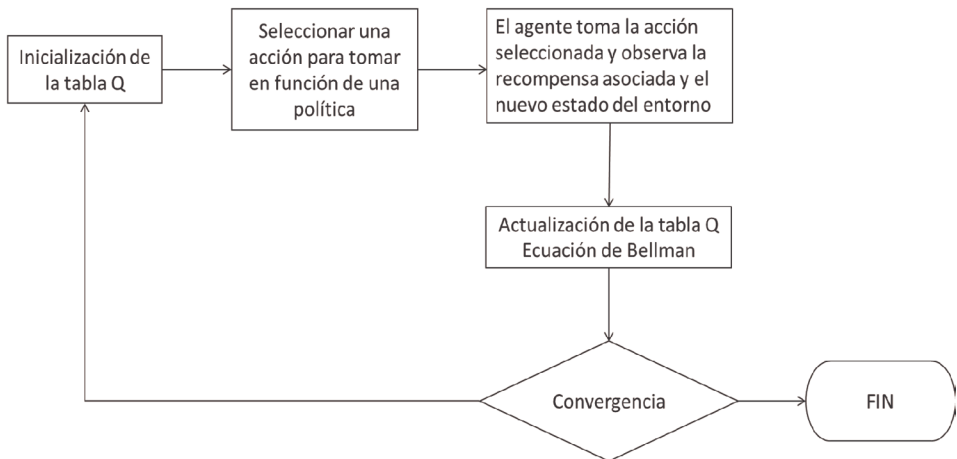 Inicialización de
la tabla Q
Seleccionar una
acción para tomar
en función de una
política
El agente toma la acción
seleccionada y observa la
recompensa asociada y el
nuevo estado del entorno
Actualización de la tabla Q
Ecuación de Bellman
Convergencia
FIN